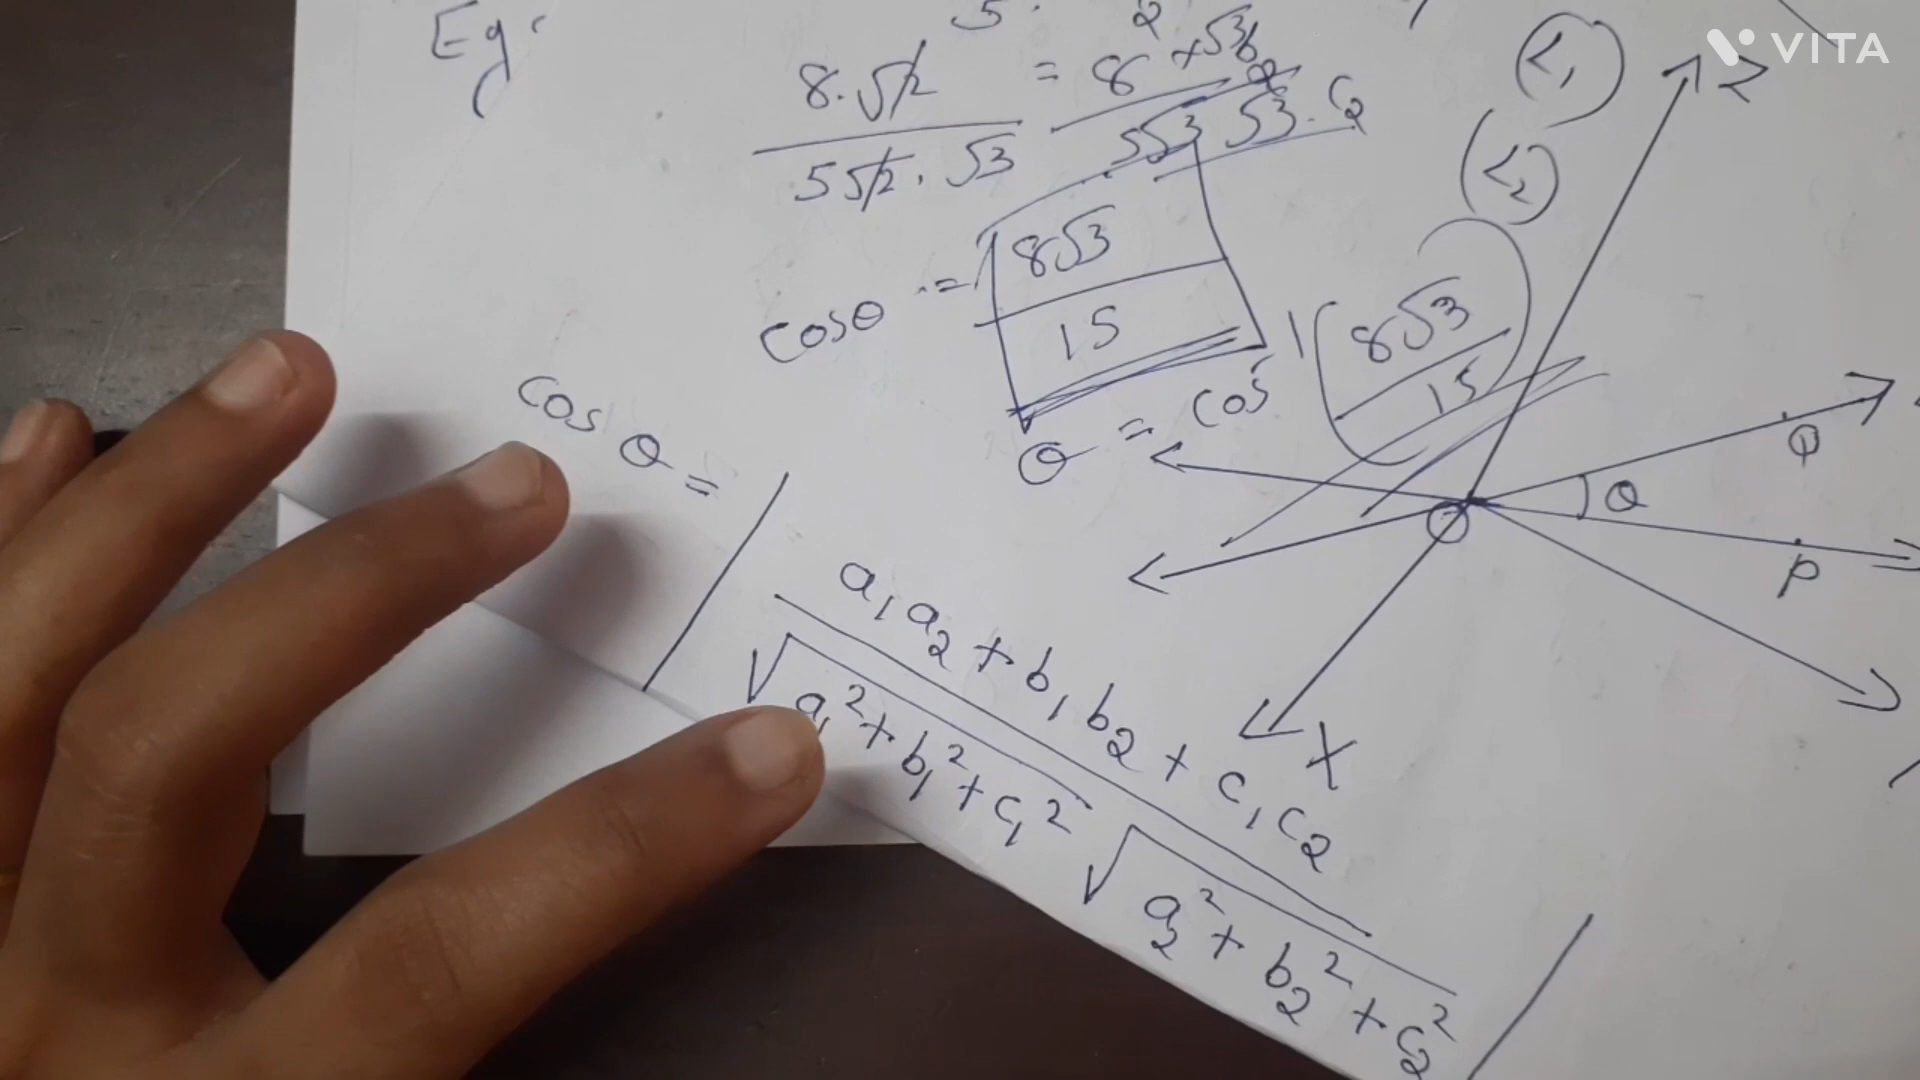 Eg:
8.√2 = 8 × √3
5√2 . √3 5√3 √3
cosθ = 8√3
15
θ = cos⁻¹ (8√3
15
cos θ = | a₁a₂ + b₁b₂ + c₁c₂
√a₁² + b₁² + c₁² √a₂² + b₂² + c₂² |
L₁
L₂
Z
Q
θ
P
O
X
VITA